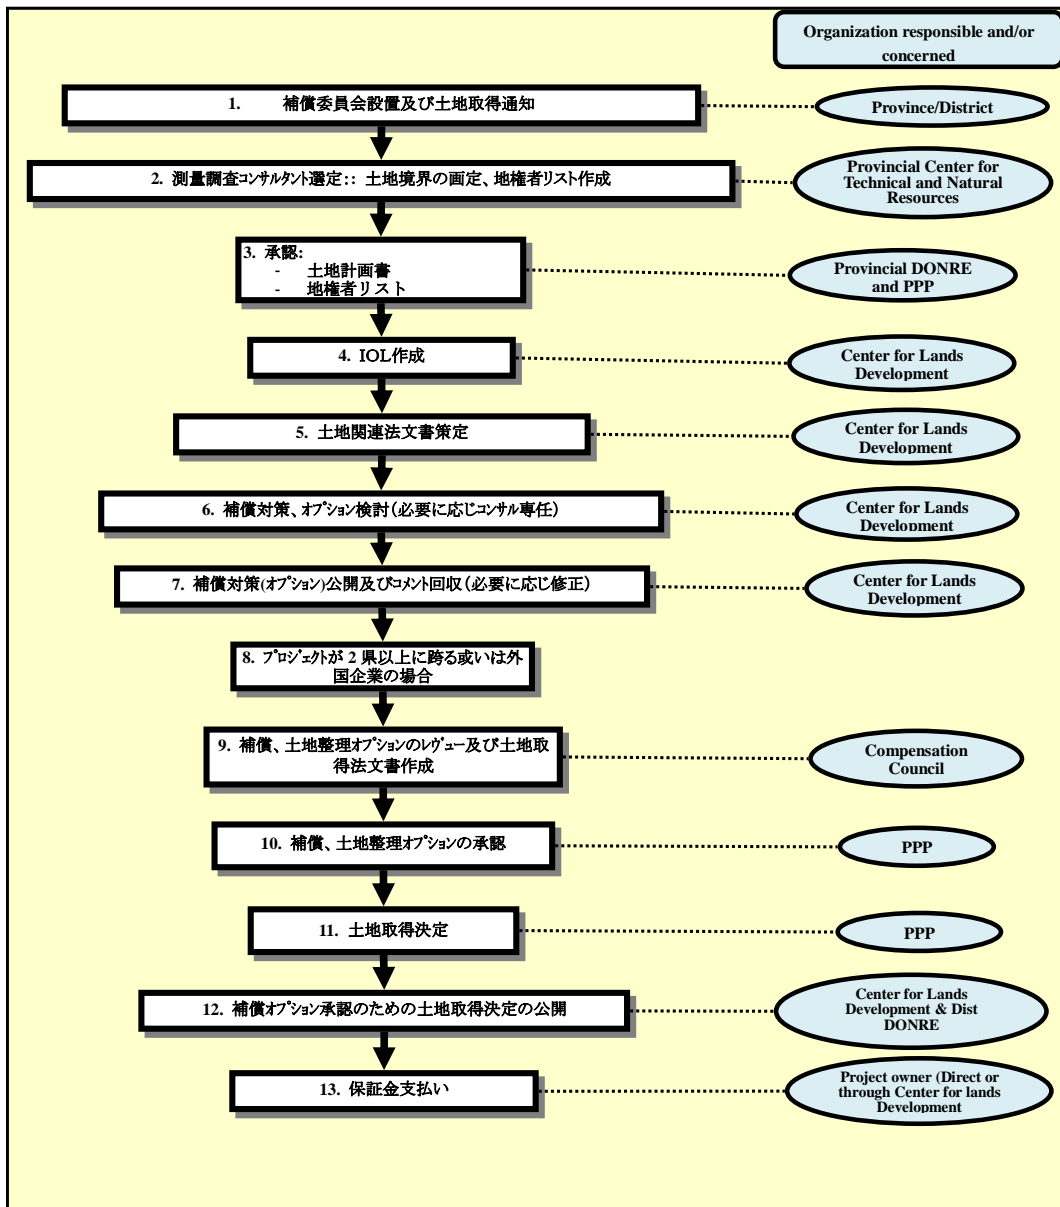 Organization responsible and/or
concerned
1. 補償委員会設置及び土地取得通知
Province/District
2. 測量調査コンサルタント選定:: 土地境界の画定、地権者リスト作成
Provincial Center for
Technical and Natural
Resources
3. 承認:
- 土地計画書
- 地権者リスト
Provincial DONRE
and PPP
4. IOL作成
Center for Lands
Development
5. 土地関連法文書策定
Center for Lands
Development
6. 補償対策、オプション検討(必要に応じコンサル専任)
Center for Lands
Development
7. 補償対策(オプション)公開及びコメント回収(必要に応じ修正)
Center for Lands
Development
8. プロジェクトが 2 県以上に跨る或いは外
国企業の場合
9. 補償、土地整理オプションのレヴュー及び土地取
得法文書作成
Compensation
Council
10. 補償、土地整理オプションの承認
PPP
11. 土地取得決定
PPP
12. 補償オプション承認のための土地取得決定の公開
Center for Lands
Development & Dist
DONRE
13. 保証金支払い
Project owner (Direct or
through Center for lands
Development